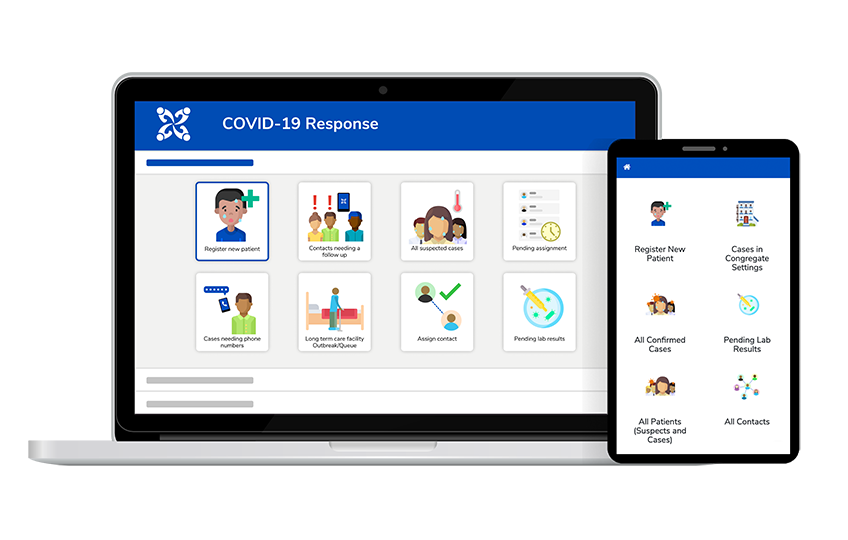 COVID-19 Response
Register new patient
Contacts needing a
follow up
All suspected cases
Pending assignment
Cases needing phone
numbers
Long term care facility
Outbreak/Queue
Assign contact
Pending lab results
Register New
Patient
Cases in
Congregate
Settings
All Confirmed
Cases
Pending Lab
Results
All Patients
(Suspects and
Cases)
All Contacts